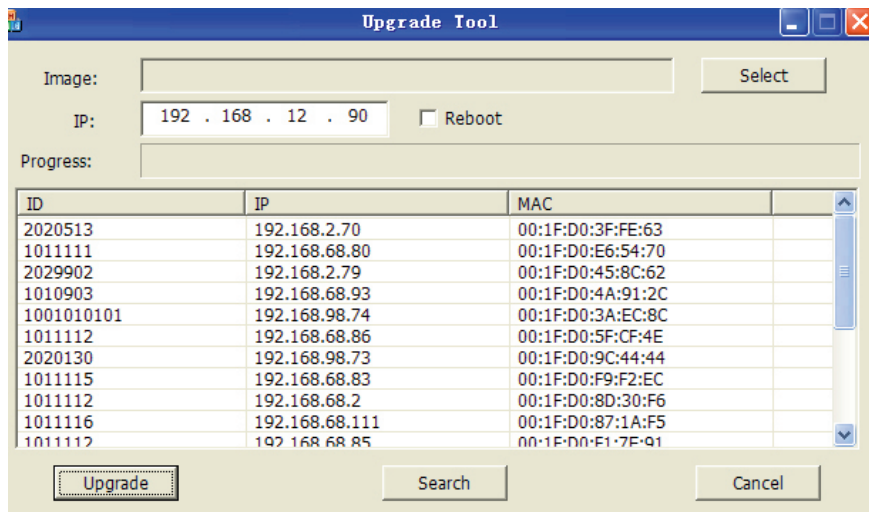 Upgrade Tool
Image: Select
IP: 192 . 168 . 12 . 90 Reboot
Progress:
ID IP MAC
2020513 192.168.2.70 00:1F:D0:3F:FE:63
1011111 192.168.68.80 00:1F:D0:E6:54:70
2029902 192.168.2.79 00:1F:D0:45:8C:62
1010903 192.168.68.93 00:1F:D0:4A:91:2C
1001010101 192.168.98.74 00:1F:D0:3A:EC:8C
1011112 192.168.68.86 00:1F:D0:5F:CF:4E
2020130 192.168.98.73 00:1F:D0:9C:44:44
1011115 192.168.68.83 00:1F:D0:F9:F2:EC
1011112 192.168.68.2 00:1F:D0:8D:30:F6
1011116 192.168.68.111 00:1F:D0:87:1A:F5
1011112 192.168.68.85
Upgrade Search Cancel